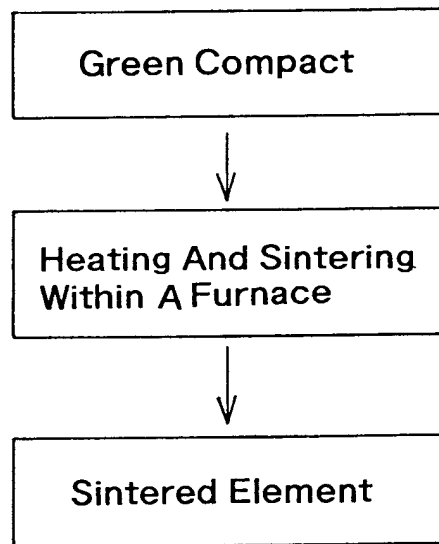 Green Compact
Heating And Sintering
Within A Furnace
Sintered Element